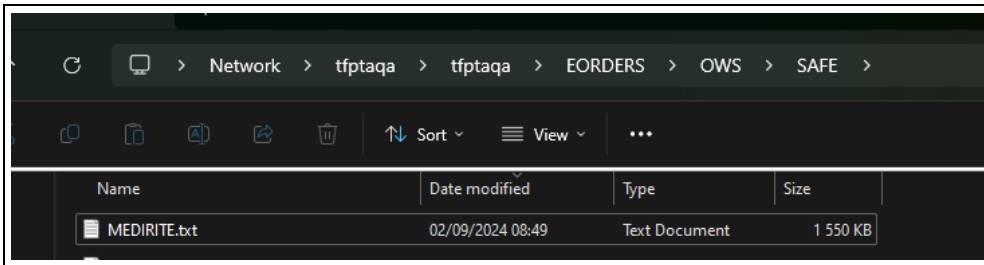 Network > tfptaqa > tfptaqa > EORDERS > OWS > SAFE >
Sort View ...
Name Date modified Type Size
MEDIRITE.txt 02/09/2024 08:49 Text Document 1 550 KB